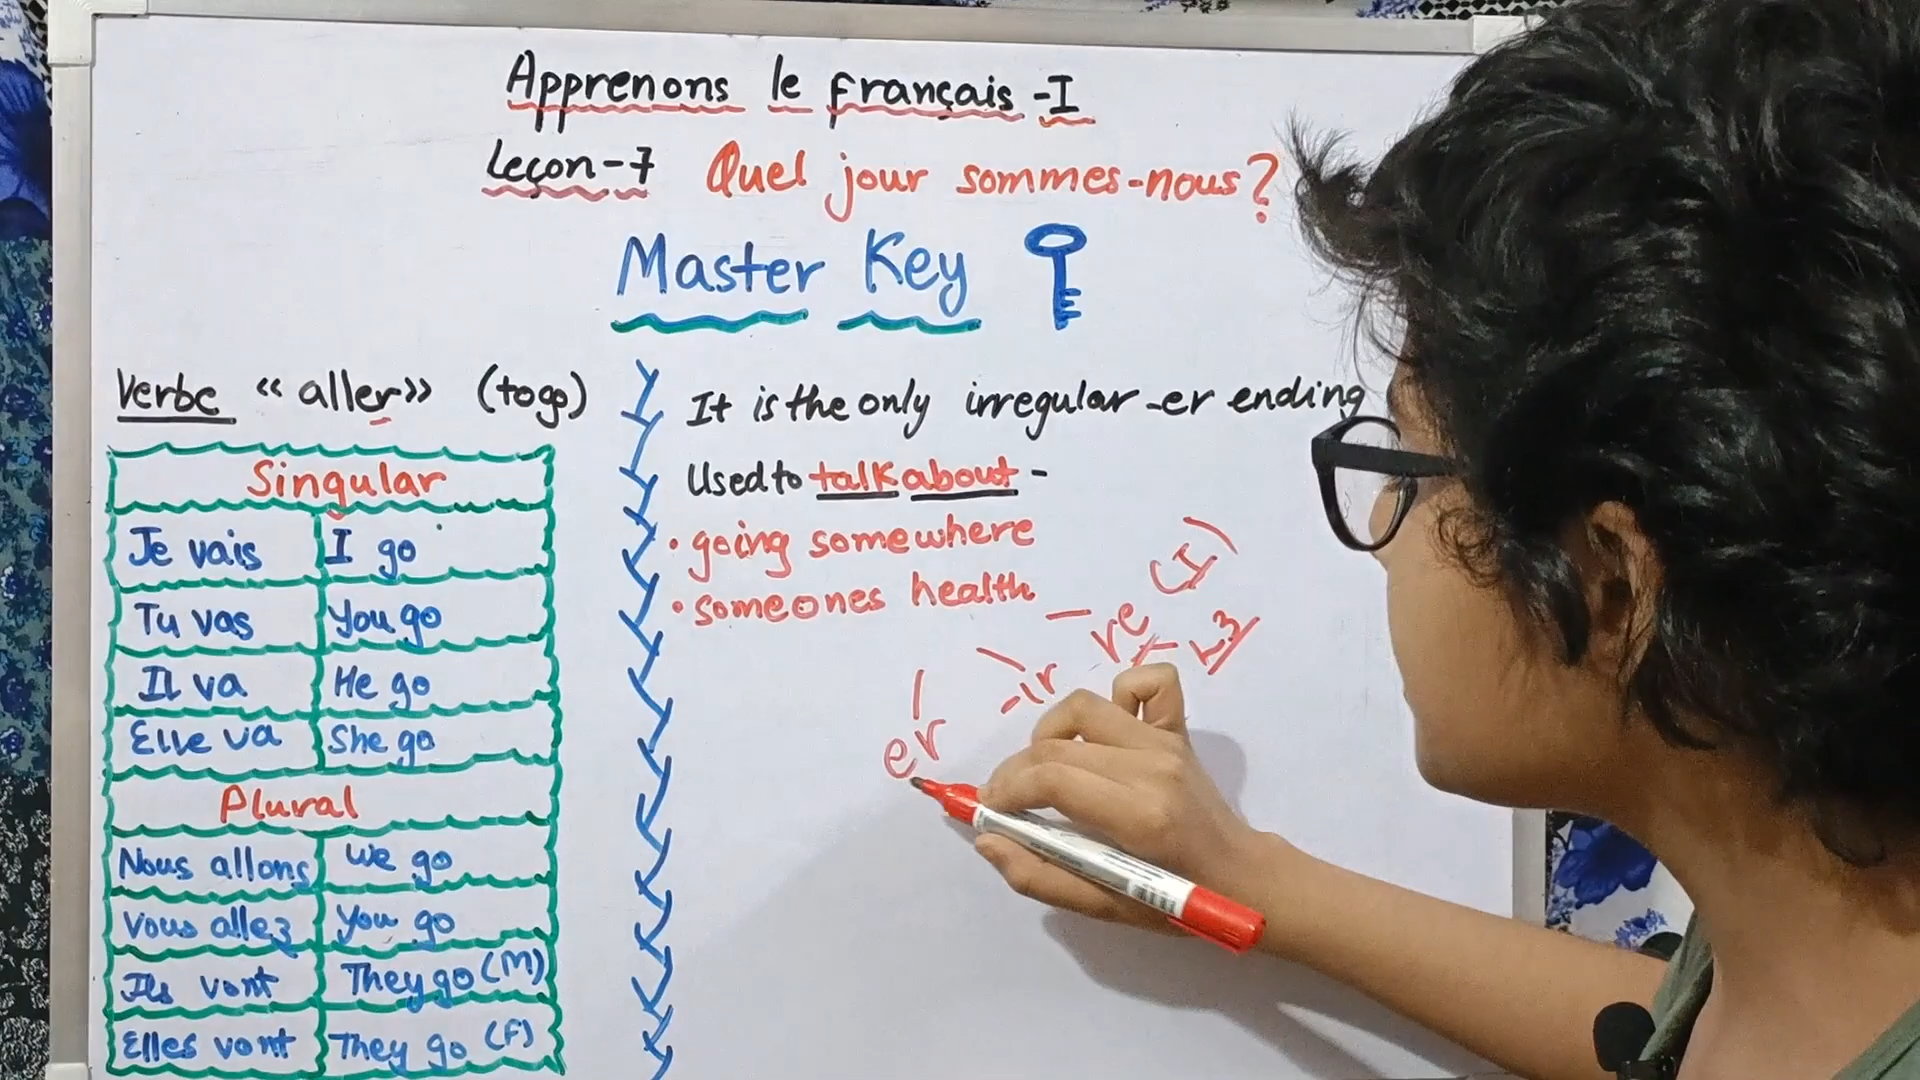 Apprenons le français -I
Leçon-7 Quel jour sommes-nous?
Master Key
Verbe « aller» (to go)
Singular
Je vais I go
Tu vas You go
Il va He go
Elle va She go
Plural
Nous allons We go
Vous allez You go
Ils vont They go (M)
Elles vont They go (F)
It is the only irregular -er ending
Used to talk about -
• going somewhere
• someones health
er
-ir
re (I)
L3